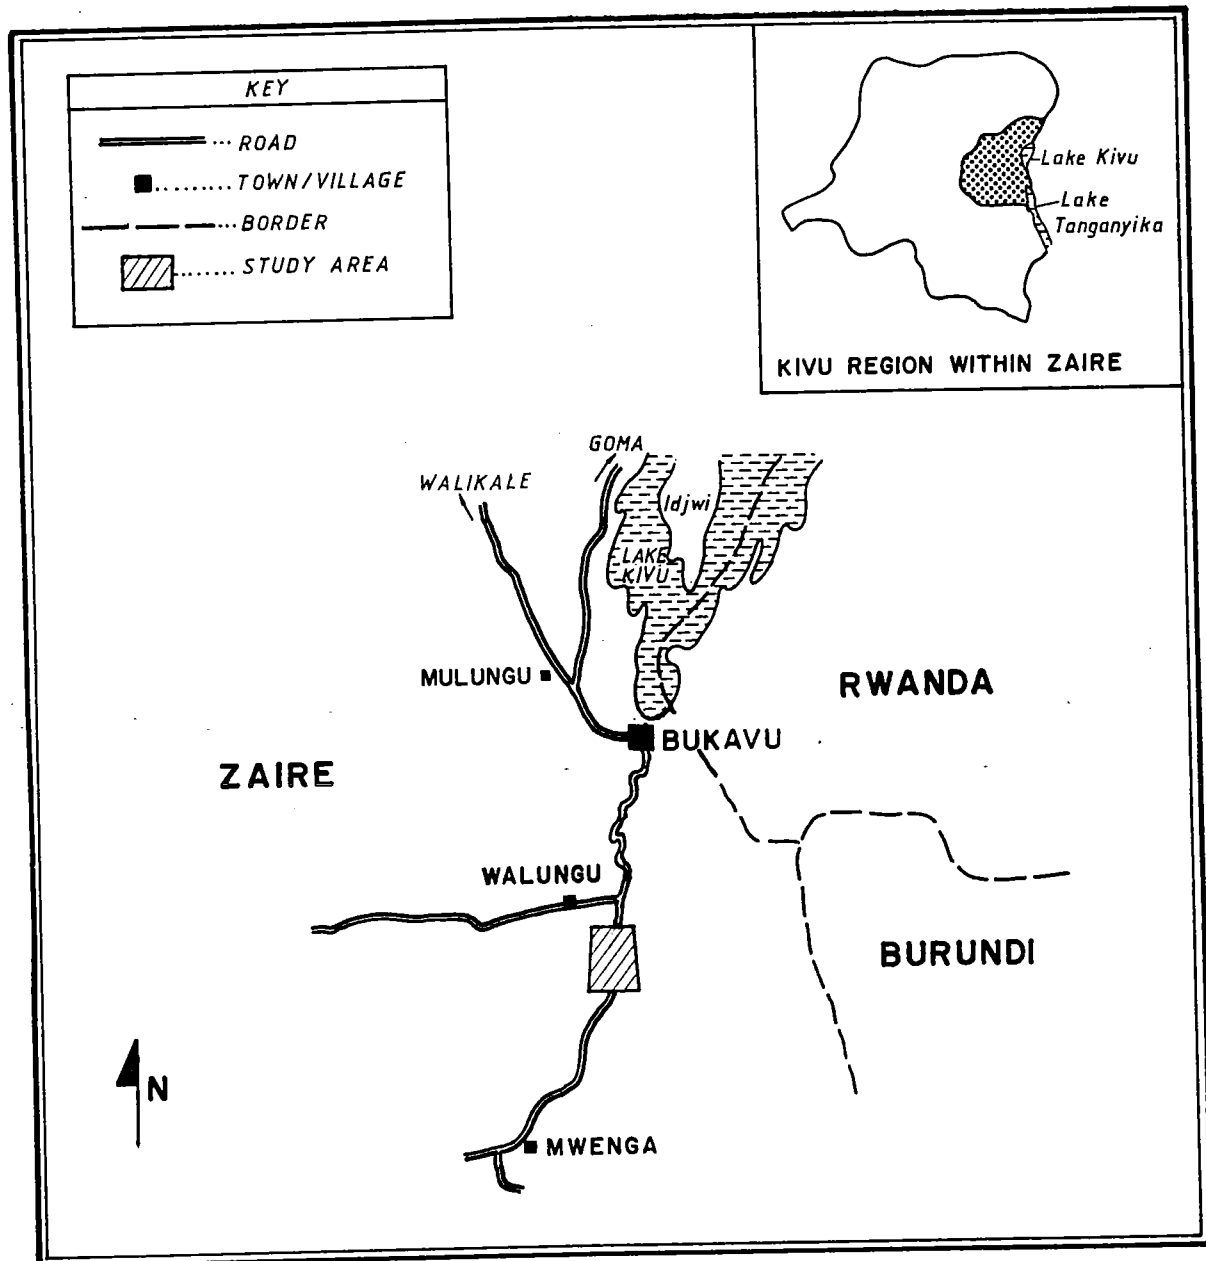 KEY
ROAD
TOWN/VILLAGE
BORDER
STUDY AREA
Lake Kivu
Lake
Tanganyika
KIVU REGION WITHIN ZAIRE
GOMA
WALIKALE
Idjwi
LAKE
KIVU
MULUNGU
RWANDA
BUKAVU
ZAIRE
WALUNGU
BURUNDI
N
MWENGA